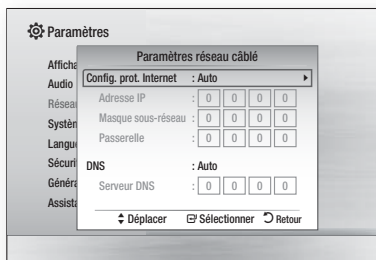 Paramètres
Paramètres réseau câblé
Afficha
Config. prot. Internet : Auto
Audio
Adresse IP : 0 0 0 0
Réseau
Masque sous-réseau : 0 0 0 0
Systèm
Passerelle : 0 0 0 0
Langu
Sécuri
DNS : Auto
Généra
Serveur DNS : 0 0 0 0
Assista
Déplacer Sélectionner Retour